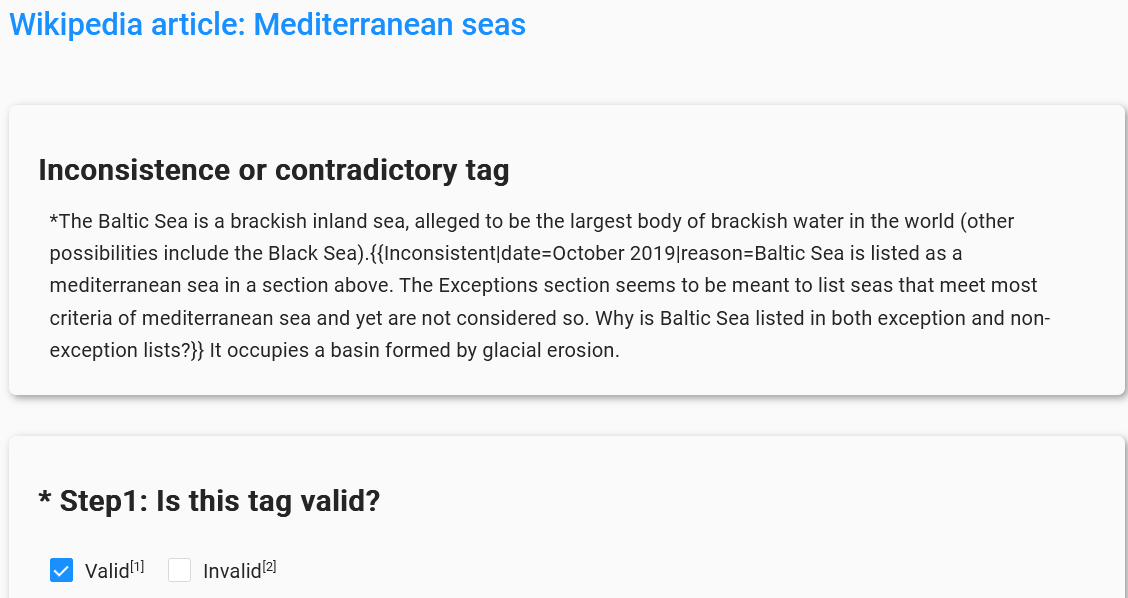 Wikipedia article: Mediterranean seas
Inconsistence or contradictory tag
*The Baltic Sea is a brackish inland sea, alleged to be the largest body of brackish water in the world (other
possibilities include the Black Sea).{{Inconsistent|date=October 2019|reason=Baltic Sea is listed as a
mediterranean sea in a section above. The Exceptions section seems to be meant to list seas that meet most
criteria of mediterranean sea and yet are not considered so. Why is Baltic Sea listed in both exception and non-
exception lists?}} It occupies a basin formed by glacial erosion.
* Step1: Is this tag valid?
Valid[1] Invalid[2]